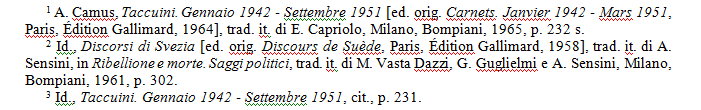 1 A. Camus, Taccuini. Gennaio 1942 - Settembre 1951 [ed. orig. Carnets. Janvier 1942 - Mars 1951,
Paris, Édition Gallimard, 1964], trad. it. di E. Capriolo, Milano, Bompiani, 1965, p. 232 s.
2 Id., Discorsi di Svezia [ed. orig. Discours de Suède, Paris, Édition Gallimard, 1958], trad. it. di A.
Sensini, in Ribellione e morte. Saggi politici, trad. it. di M. Vasta Dazzi, G. Guglielmi e A. Sensini, Milano,
Bompiani, 1961, p. 302.
3 Id., Taccuini. Gennaio 1942 - Settembre 1951, cit., p. 231.